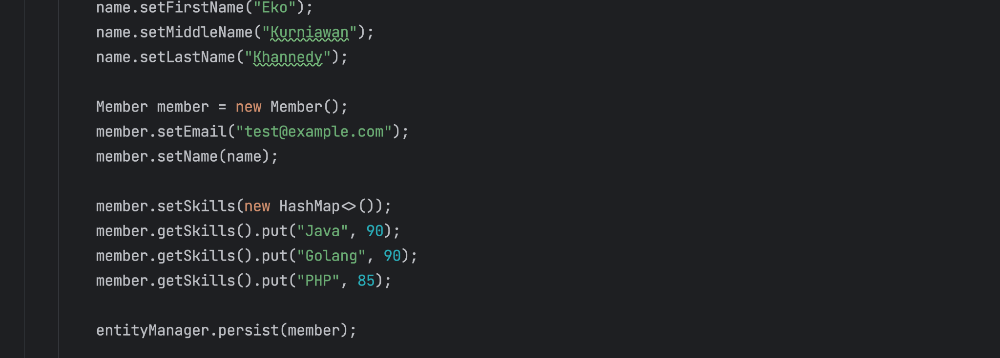 name.setFirstName("Eko");
name.setMiddleName("Kurniawan");
name.setLastName("Khannedy");
Member member = new Member();
member.setEmail("test@example.com");
member.setName(name);
member.setSkills(new HashMap<>());
member.getSkills().put("Java", 90);
member.getSkills().put("Golang", 90);
member.getSkills().put("PHP", 85);
entityManager.persist(member);